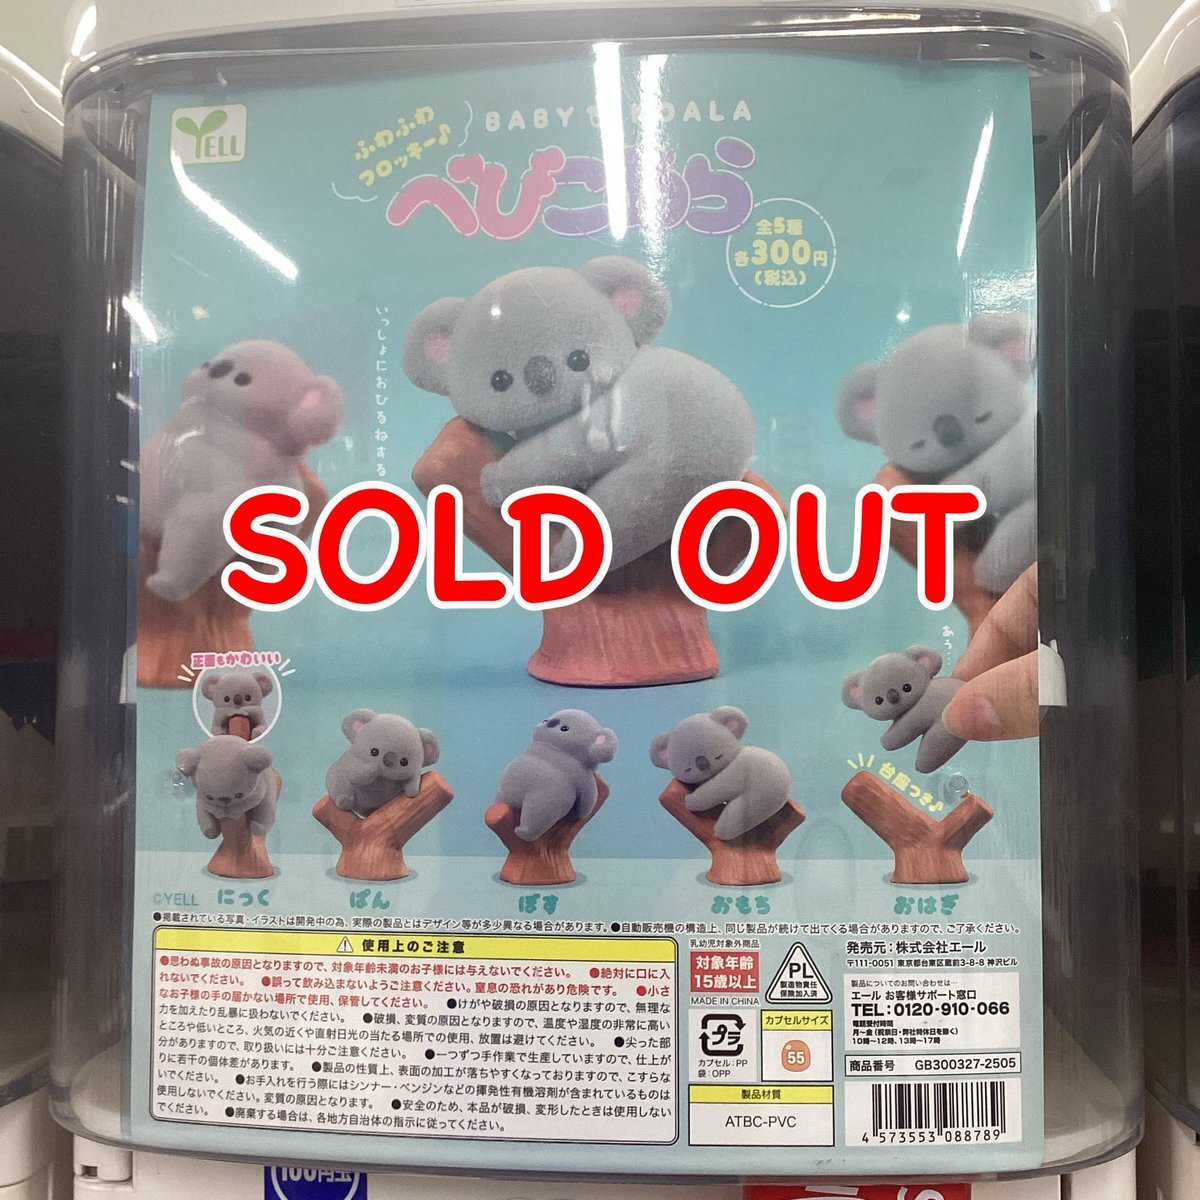 YELL
BABY KOALA
ふわふわ
フロッキー♪
べびこあら
全5種
各300円
(税込)
いっしょにおひるねする
SOLD OUT
正面もかわいい
あぅ…
台座つき♪
©YELL
にっく
ぱん
ぽす
おもち
おはぎ
●掲載されている写真・イラストは開発中の為、実際の製品とはデザイン等が多少異なる場合があります。●自動販売機の構造上、同じ製品が続けて出てくる場合がありますので、ご了承ください。
⚠使用上のご注意
●思わぬ事故の原因となりますので、対象年齢未満のお子様には与えないでください。 ●絶対に口に入
れないでください。 ●誤って飲み込まないようご注意ください。窒息の恐れがあり危険です。 ●小さ
なお子様の手の届かない場所で使用、保管してください。 ●けがや破損の原因となりますので、無理な
力を加えたり乱暴に扱わないでください。 ●破損、変質の原因となりますので、温度や湿度の非常に高い
ところや低いところ、火気の近くや直射日光の当たる場所での使用、放置は避けてください。 ●尖った部
分がありますので、取り扱いには十分ご注意ください。 ●一つずつ手作業で生産していますので、仕上が
りに若干の個体差があります。 ●製品の性質上、表面の加工が落ちやすくなっておりますので、こすらな
いでください。 ●お手入れを行う際にはシンナー・ベンジンなどの揮発性有機溶剤が含まれているものは
使用しないでください。変質の原因となります。 ●安全のため、本品が破損、変形したときは使用しない
でください。 ●廃棄する場合は、各地方自治体の指示に従ってください。
乳幼児対象外商品
対象年齢
15歳以上
MADE IN CHINA
PL
製造物責任
保険加入済
プラ
カプセル:PP
袋:OPP
カプセルサイズ
55
製品材質
ATBC-PVC
発売元:株式会社エール
〒111-0051 東京都台東区蔵前3-8-8 神沢ビル
製品についてのお問い合わせは…
エール お客様サポート窓口
TEL:0120-910-066
電話受付時間
月〜金(祝祭日・弊社特休日を除く)
10時〜12時、13時〜17時
商品番号 GB300327-2505
4 573553 088789
100円玉